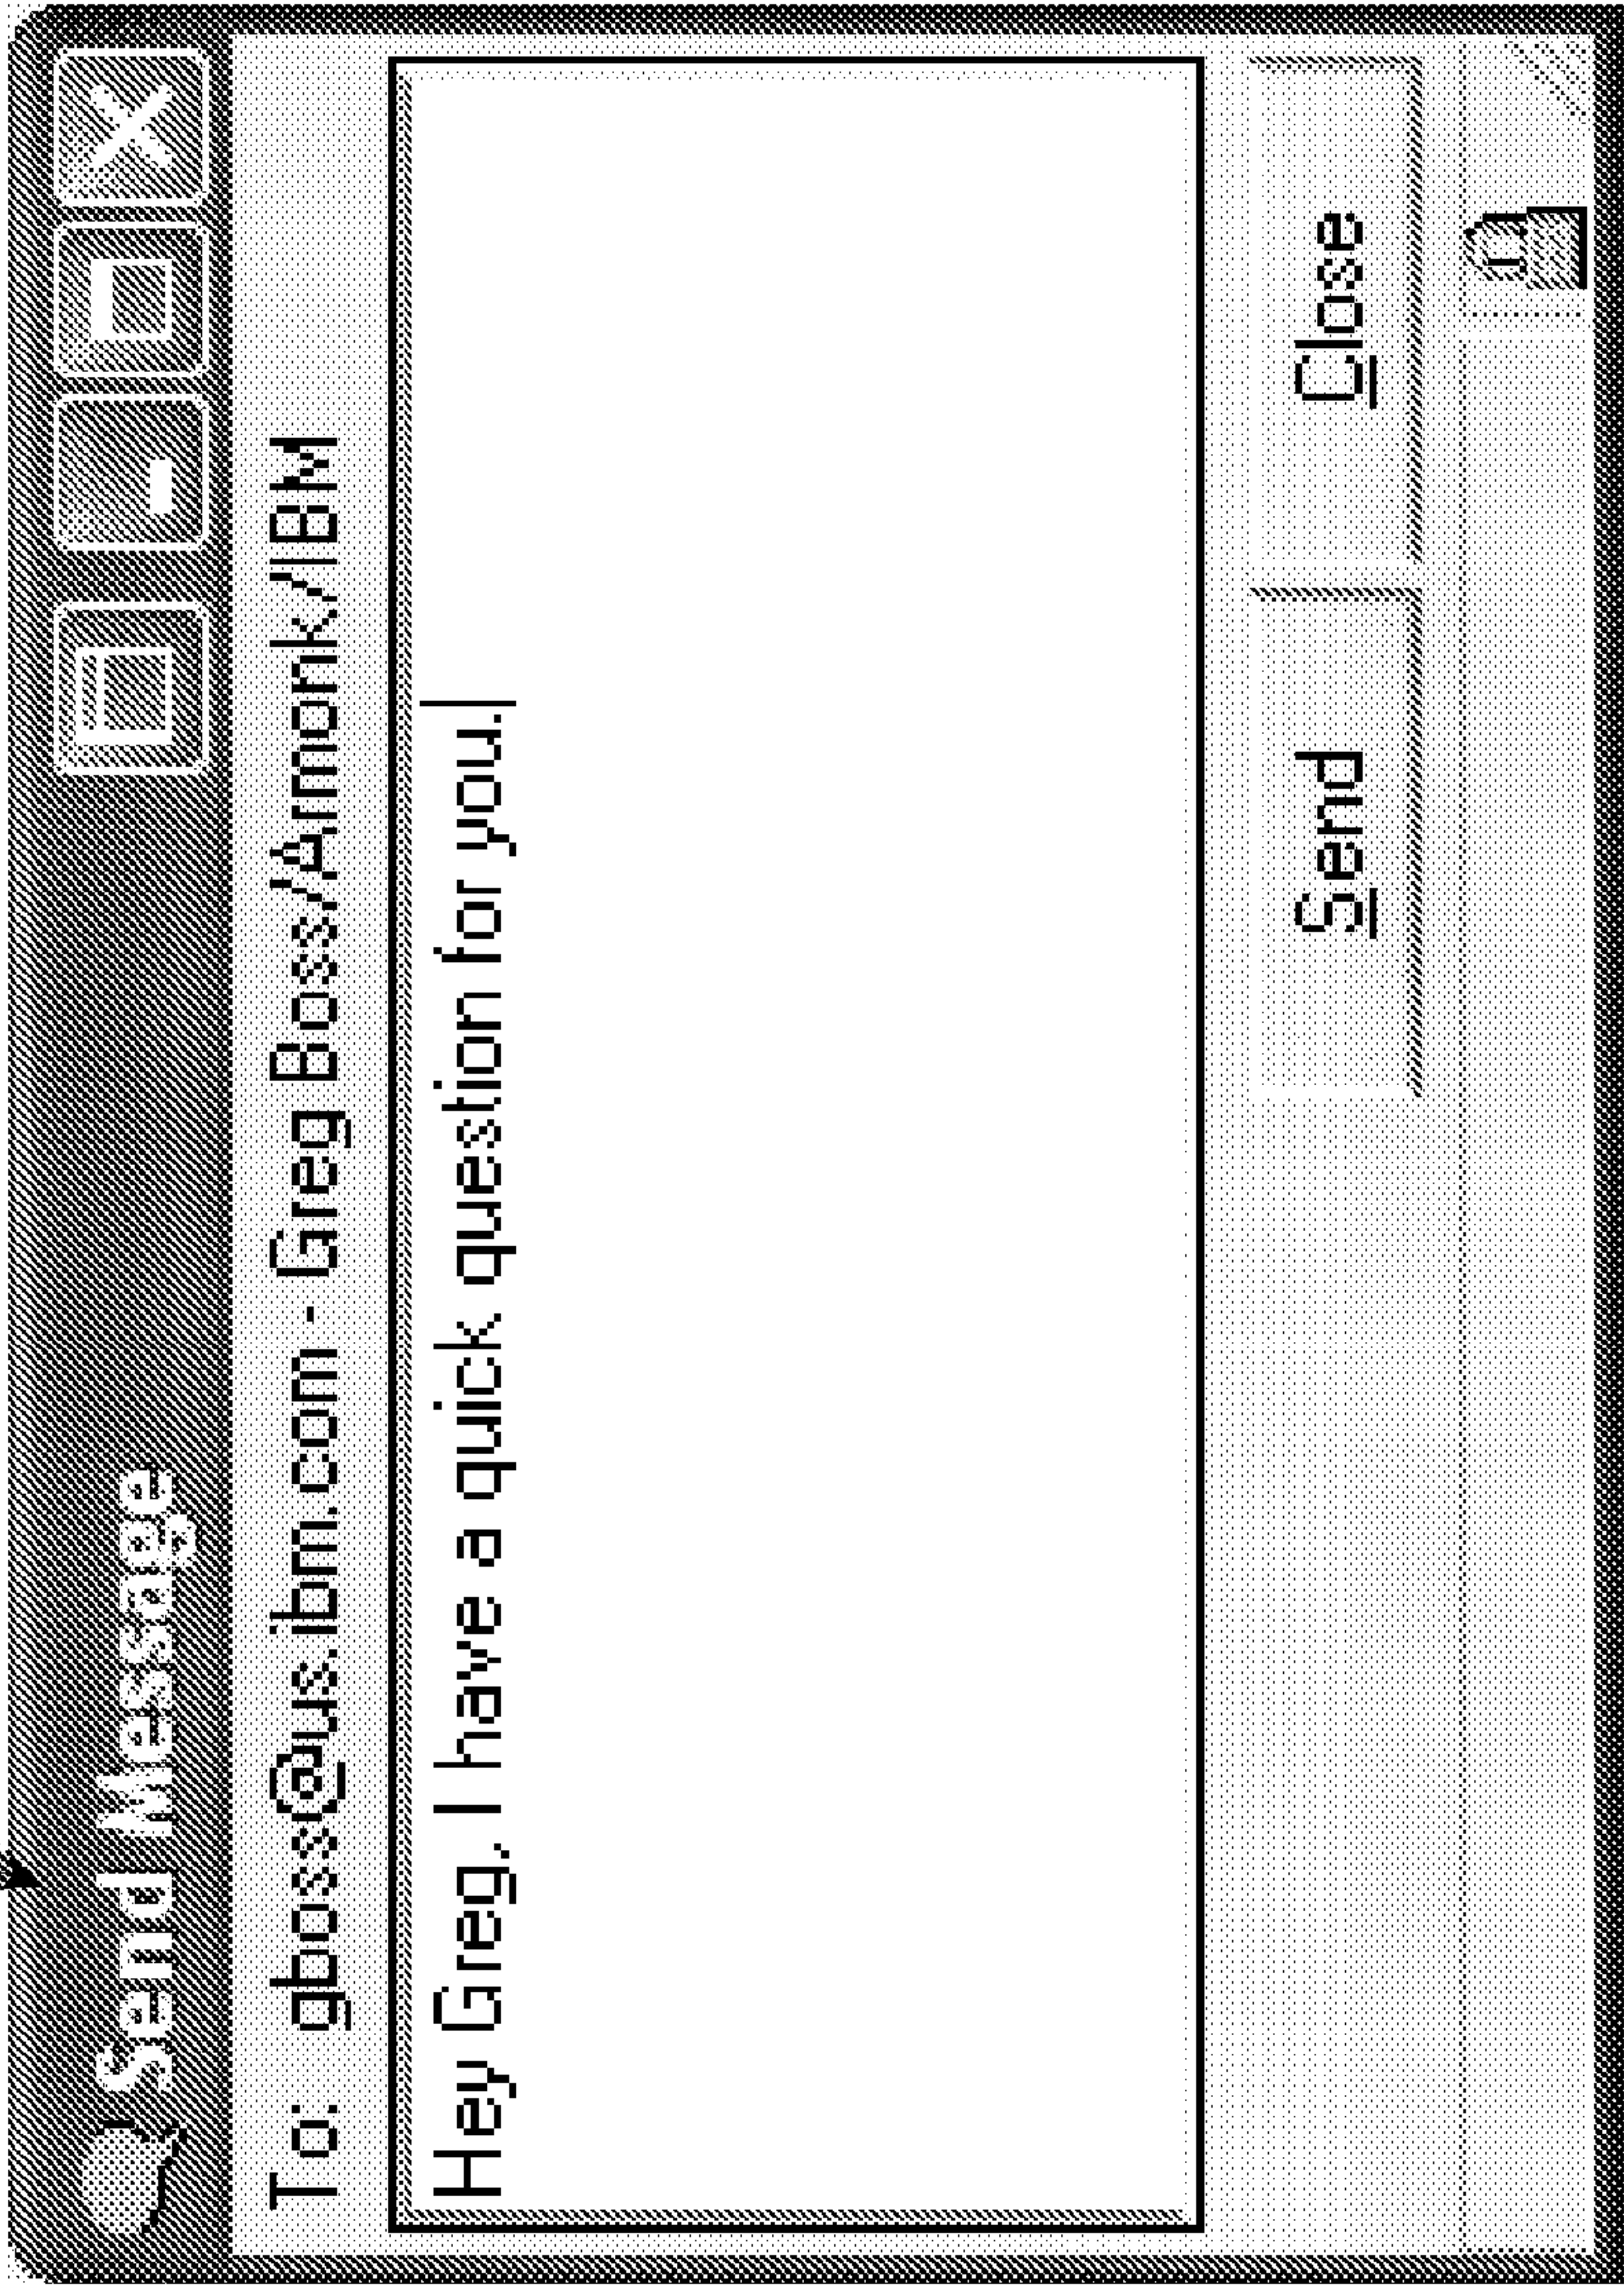 Send Message
To: gboss@us.ibm.com - Greg Boss/Armonk/IBM
Hey Greg, I have a quick question for you.
Send Close